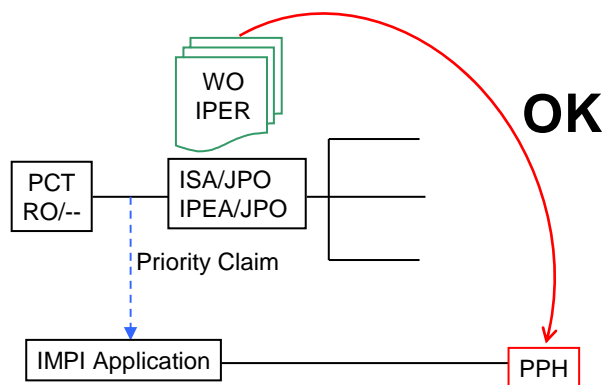 WO
IPER
OK
PCT
RO/--
ISA/JPO
IPEA/JPO
Priority Claim
IMPI Application
PPH